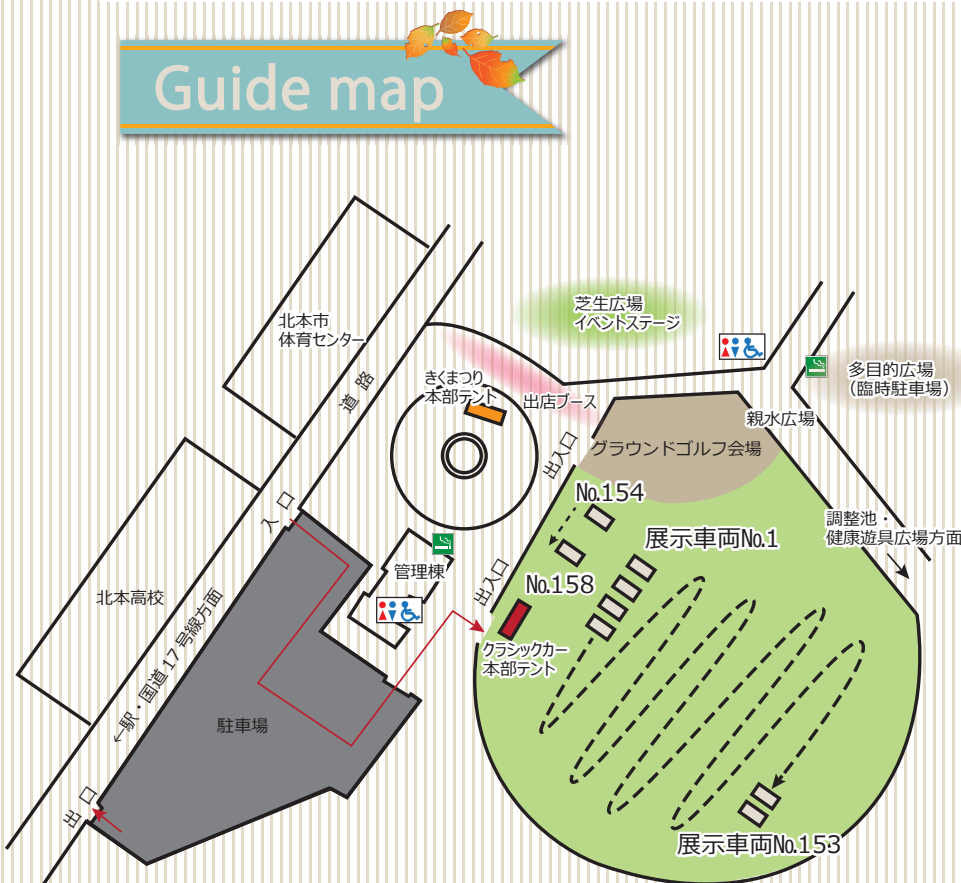 Guide map
芝生広場
イベントステージ
北本市
体育センター
道路
きくまつり
本部テント
出店ブース
多目的広場
(臨時駐車場)
親水広場
グラウンドゴルフ会場
出入口
入口
№154
展示車両№1
調整池・
健康遊具広場方面
管理棟
出入口
№158
北本高校
←駅・国道17号線方面
クラシックカー
本部テント
駐車場
出口
展示車両№153